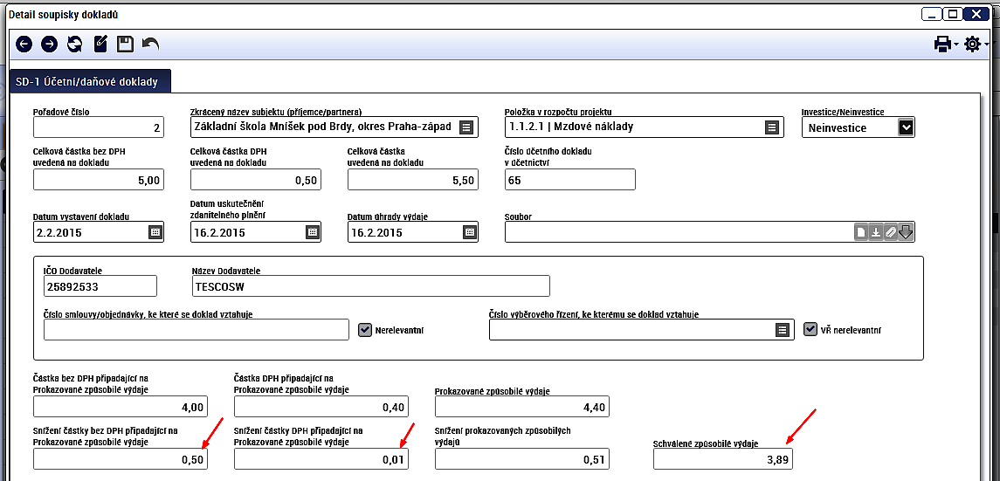 Detail soupisky dokladů
SD-1 Účetní/daňové doklady
Pořadové číslo
2
Zkrácený název subjektu (příjemce/partnera)
Základní škola Mníšek pod Brdy, okres Praha-západ
Položka v rozpočtu projektu
1.1.2.1 | Mzdové náklady
Investice/Neinvestice
Neinvestice
Celková částka bez DPH
uvedená na dokladu
5,00
Celková částka DPH
uvedená na dokladu
0,50
Celková částka
uvedená na dokladu
5,50
Číslo účetního dokladu
v účetnictví
65
Datum vystavení dokladu
2.2.2015
Datum uskutečnění
zdanitelného plnění
16.2.2015
Datum úhrady výdaje
16.2.2015
Soubor
IČO Dodavatele
25892533
Název Dodavatele
TESCOSW
Číslo smlouvy/objednávky, ke které se doklad vztahuje
Nerelevantní
Číslo výběrového řízení, ke kterému se doklad vztahuje
VŘ nerelevantní
Částka bez DPH připadající na
Prokazované způsobilé výdaje
4,00
Částka DPH připadající na
Prokazované způsobilé výdaje
0,40
Prokazované způsobilé výdaje
4,40
Snížení částky bez DPH připadající na
Prokazované způsobilé výdaje
0,50
Snížení částky DPH připadající na
Prokazované způsobilé výdaje
0,01
Snížení prokazovaných způsobilých
výdajů
0,51
Schválené způsobilé výdaje
3,89